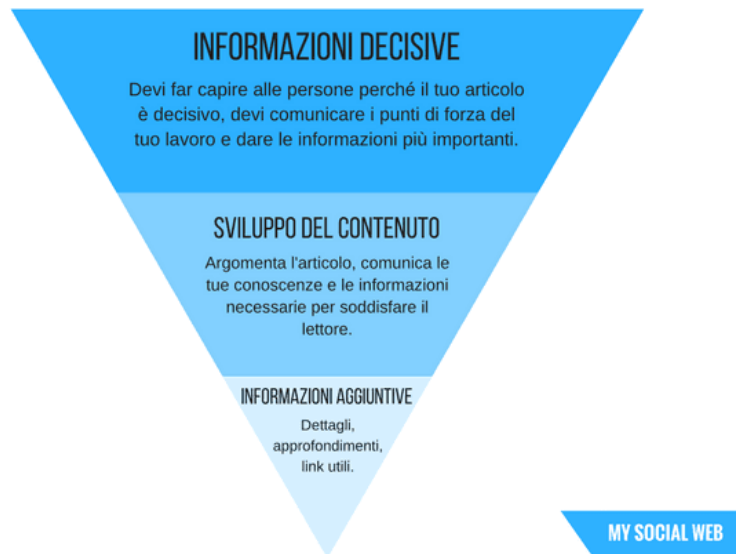 INFORMAZIONI DECISIVE
Devi far capire alle persone perché il tuo articolo
è decisivo, devi comunicare i punti di forza del
tuo lavoro e dare le informazioni più importanti.
SVILUPPO DEL CONTENUTO
Argomenta l'articolo, comunica le
tue conoscenze e le informazioni
necessarie per soddisfare il
lettore.
INFORMAZIONI AGGIUNTIVE
Dettagli,
approfondimenti,
link utili.
MY SOCIAL WEB